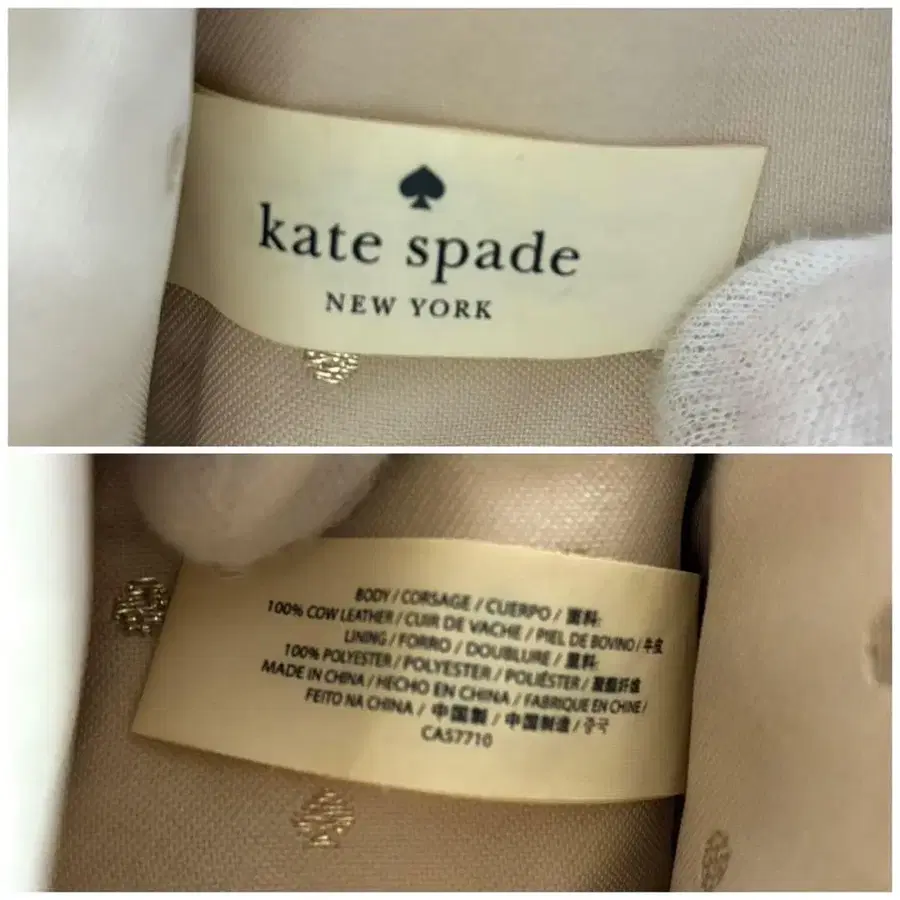 kate spade
NEW YORK
BODY / CORSAGE / CUERPO / 面料:
100% COW LEATHER / CUIR DE VACHE / PIEL DE BOVINO / 牛皮
LINING / FORRO / DOUBLURE / 里料:
100% POLYESTER / POLYESTER / POLIÉSTER / 聚酯纤维
MADE IN CHINA / HECHO EN CHINA / FABRIQUE EN CHINE /
FEITO NA CHINA / 中国製 / 中国制造 / 중국
CA57710